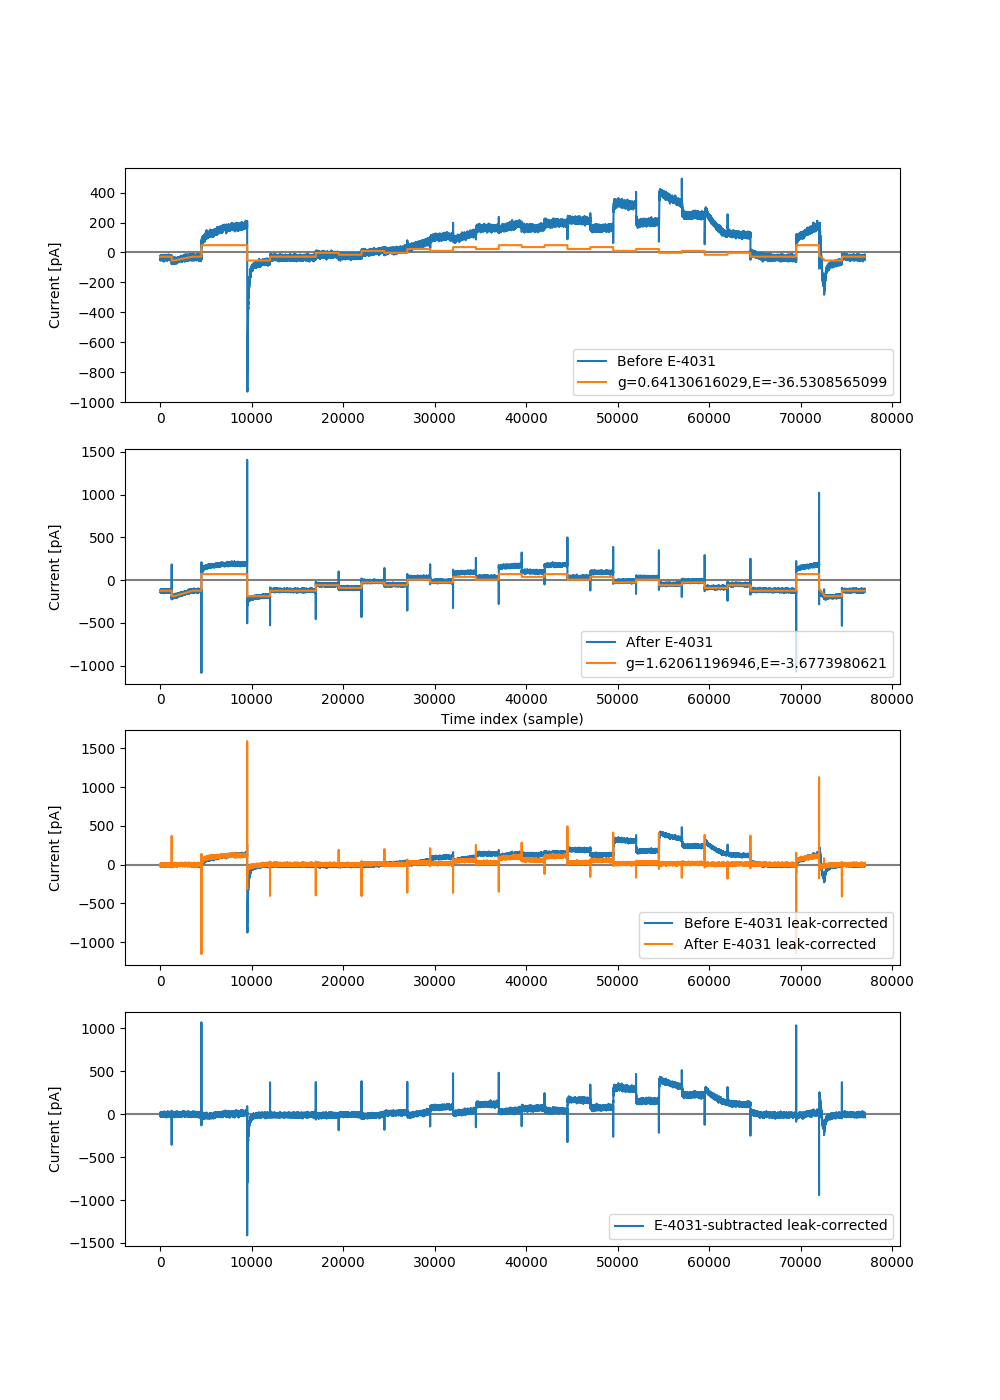 400
200
0
−200
−400
−600
−800
−1000
Current [pA]
Before E-4031
g=0.64130616029,E=-36.5308565099
0 10000 20000 30000 40000 50000 60000 70000 80000
1500
1000
500
0
−500
−1000
Current [pA]
After E-4031
g=1.62061196946,E=-3.6773980621
0 10000 20000 30000 40000 50000 60000 70000 80000
Time index (sample)
1500
1000
500
0
−500
−1000
Current [pA]
Before E-4031 leak-corrected
After E-4031 leak-corrected
0 10000 20000 30000 40000 50000 60000 70000 80000
1000
500
0
−500
−1000
−1500
Current [pA]
E-4031-subtracted leak-corrected
0 10000 20000 30000 40000 50000 60000 70000 80000